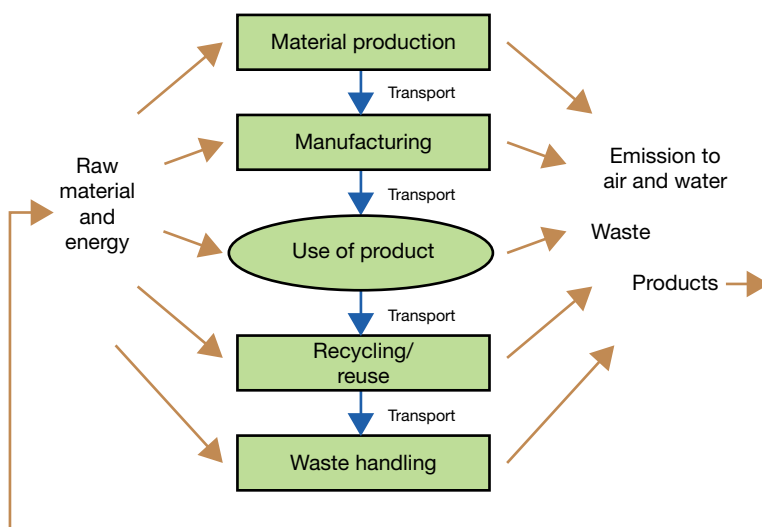 Material production
Transport
Manufacturing
Transport
Raw
material
and
energy
Emission to
air and water
Use of product
Waste
Products
Transport
Recycling/
reuse
Transport
Waste handling